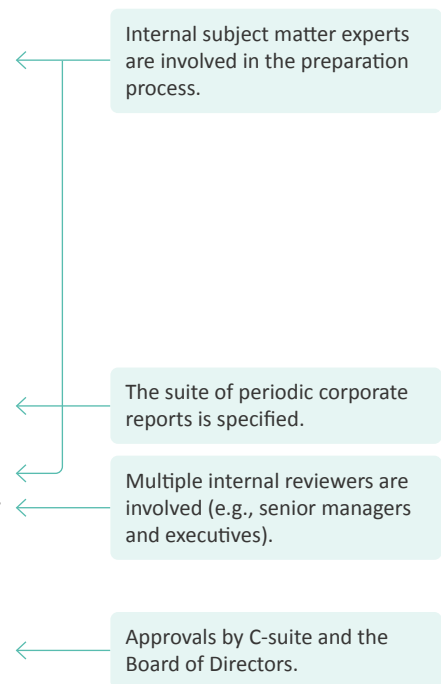 Internal subject matter experts
are involved in the preparation
process.
The suite of periodic corporate
reports is specified.
Multiple internal reviewers are
involved (e.g., senior managers
and executives).
Approvals by C-suite and the
Board of Directors.